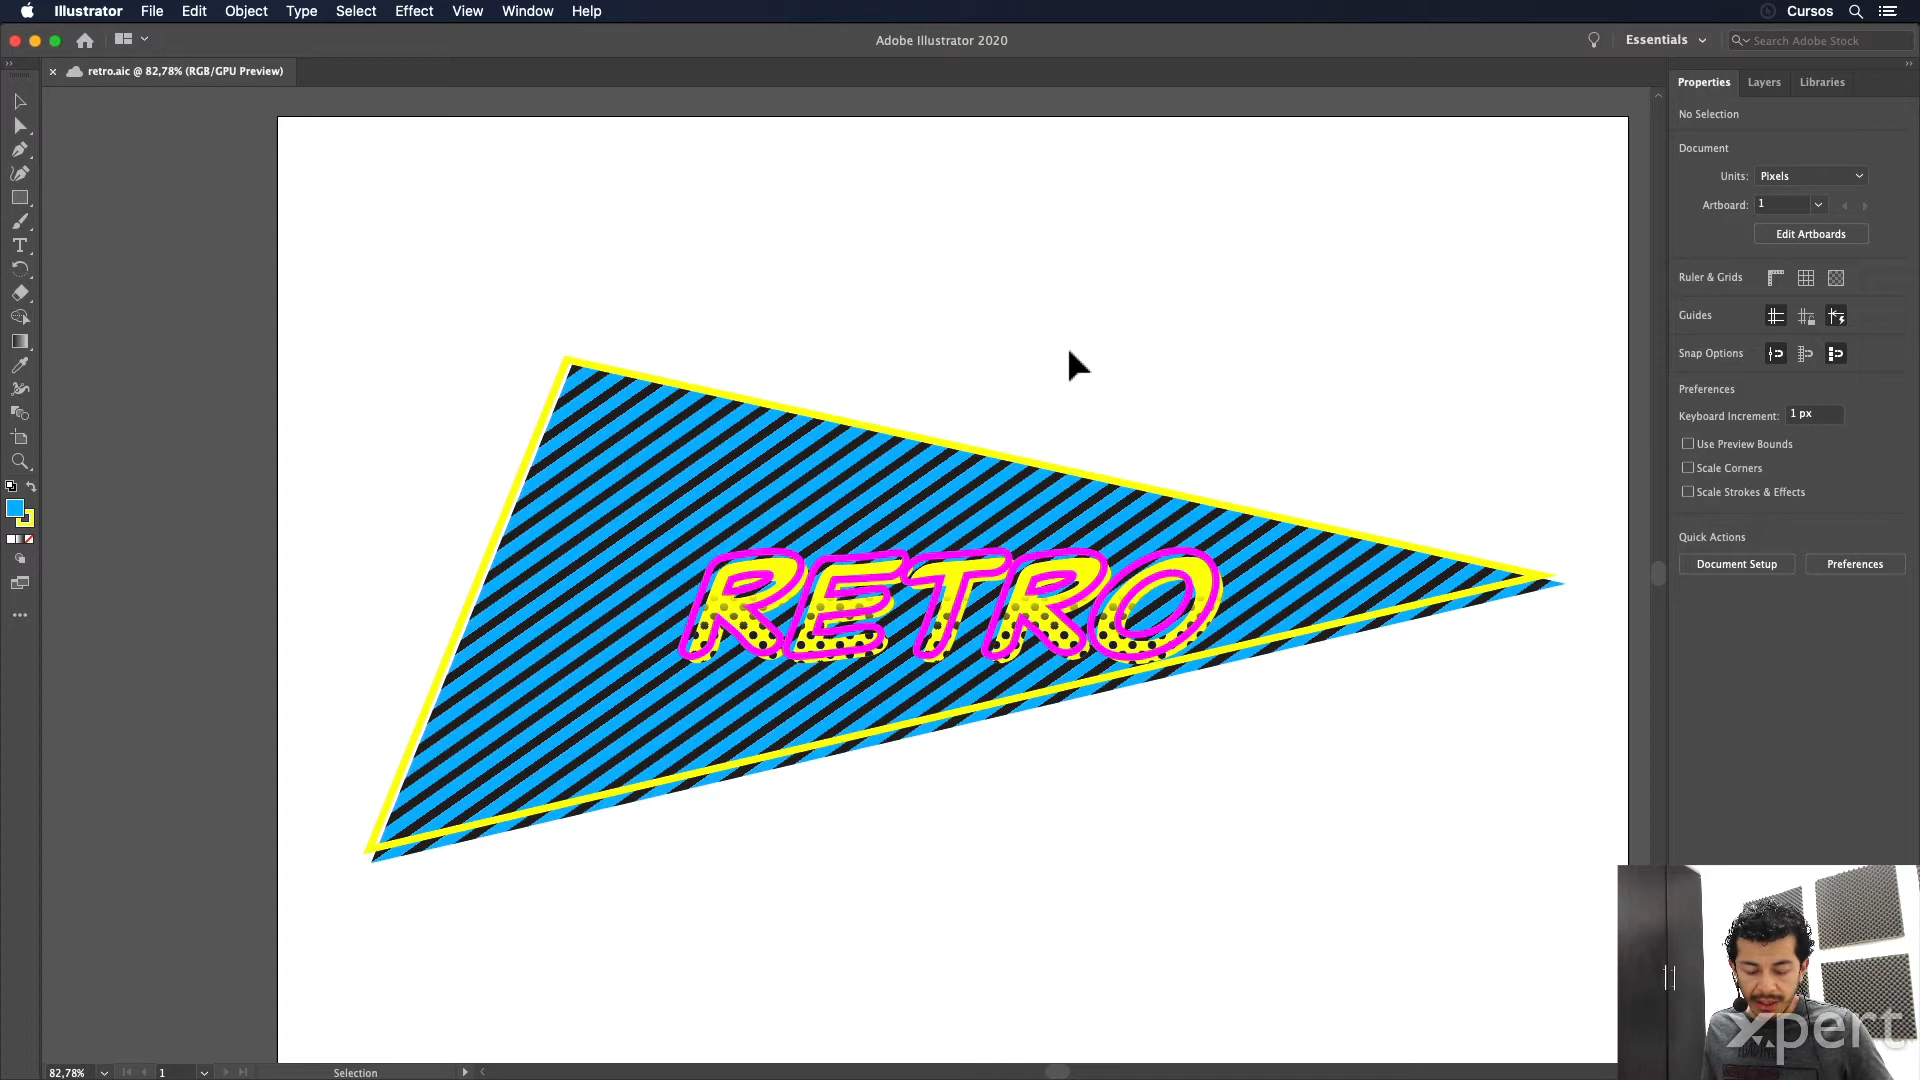 Illustrator File Edit Object Type Select Effect View Window Help Cursos
Adobe Illustrator 2020
Essentials
Search Adobe Stock
retro.aic @ 82,78% (RGB/GPU Preview)
Properties Layers Libraries
No Selection
Document
Units: Pixels
Artboard: 1
Edit Artboards
Ruler & Grids
Guides
Snap Options
Preferences
Keyboard Increment: 1 px
Use Preview Bounds
Scale Corners
Scale Strokes & Effects
Quick Actions
Document Setup Preferences
RETRO
xpert
82,78% 1 Selection